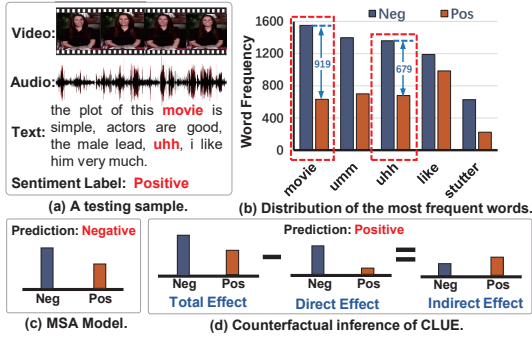 Video:
Audio:
Text:
the plot of this movie is
simple, actors are good,
the male lead, uhh, i like
him very much.
Sentiment Label: Positive
(a) A testing sample.
Neg Pos
Word Frequency
1600
1200
800
400
0
919
679
movie
umm
uhh
like
stutter
(b) Distribution of the most frequent words.
Prediction: Negative
Neg Pos
(c) MSA Model.
Prediction: Positive
Neg Pos
Total Effect
Neg Pos
Direct Effect
Neg Pos
Indirect Effect
(d) Counterfactual inference of CLUE.